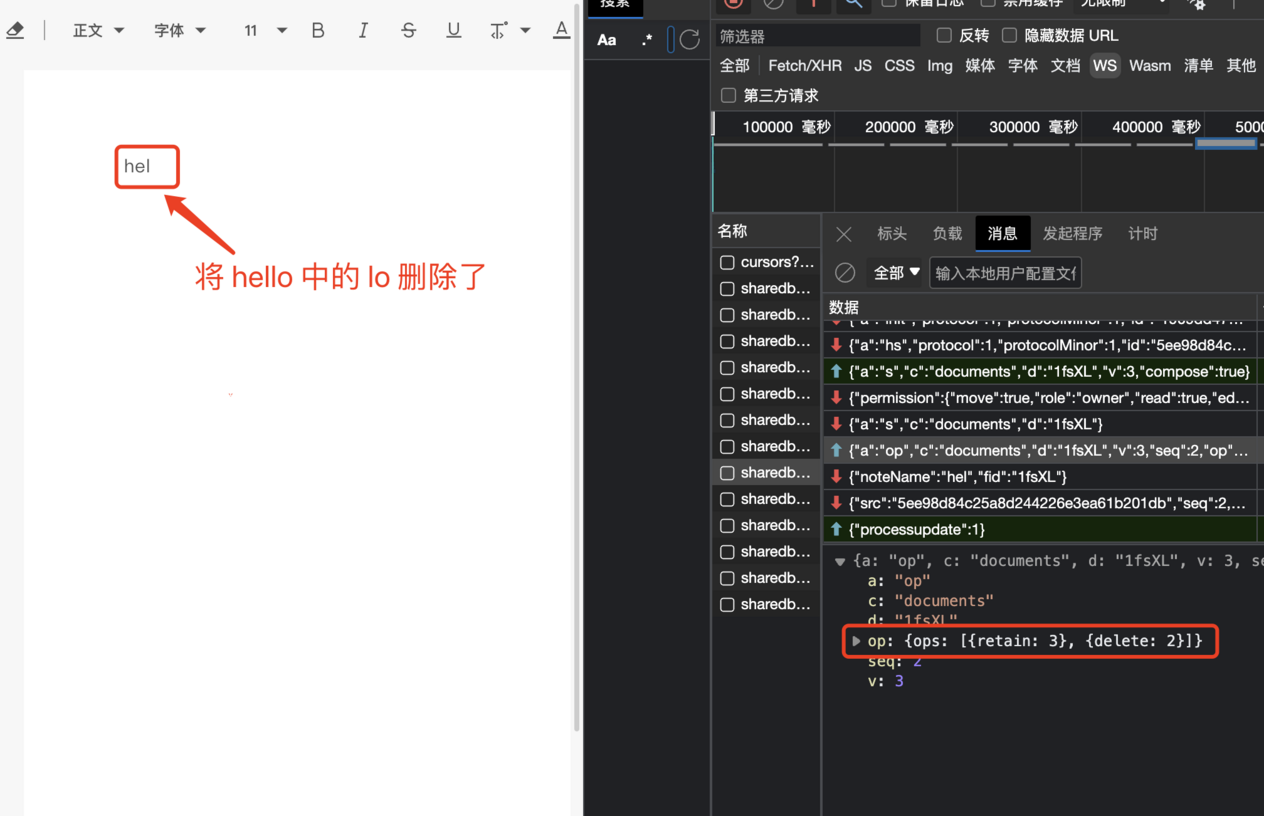 正文 字体 11 B I S U A
hel
将 hello 中的 lo 删除了
搜索
Aa .*
保留日志 禁用缓存 无限制
筛选器 反转 隐藏数据 URL
全部 Fetch/XHR JS CSS Img 媒体 字体 文档 WS Wasm 清单 其他
第三方请求
100000 毫秒 200000 毫秒 300000 毫秒 400000 毫秒 5000
名称
cursors?...
sharedb...
sharedb...
sharedb...
sharedb...
sharedb...
sharedb...
sharedb...
sharedb...
sharedb...
sharedb...
sharedb...
sharedb...
sharedb...
标头 负载 消息 发起程序 计时
全部 输入本地用户配置文
数据
{"a":"init","protocol":1,"protocolMinor":1,"id":
{"a":"hs","protocol":1,"protocolMinor":1,"id":"5ee98d84c...
{"a":"s","c":"documents","d":"1fsXL","v":3,"compose":true}
{"permission":{"move":true,"role":"owner","read":true,"ed...
{"a":"s","c":"documents","d":"1fsXL"}
{"a":"op","c":"documents","d":"1fsXL","v":3,"seq":2,"op"...
{"noteName":"hel","fid":"1fsXL"}
{"src":"5ee98d84c25a8d244226e3ea61b201db","seq":2,...
{"processupdate":1}
{a: "op", c: "documents", d: "1fsXL", v: 3, se
a: "op"
c: "documents"
d: "1fsXL"
op: {ops: [{retain: 3}, {delete: 2}]}
seq: 2
v: 3